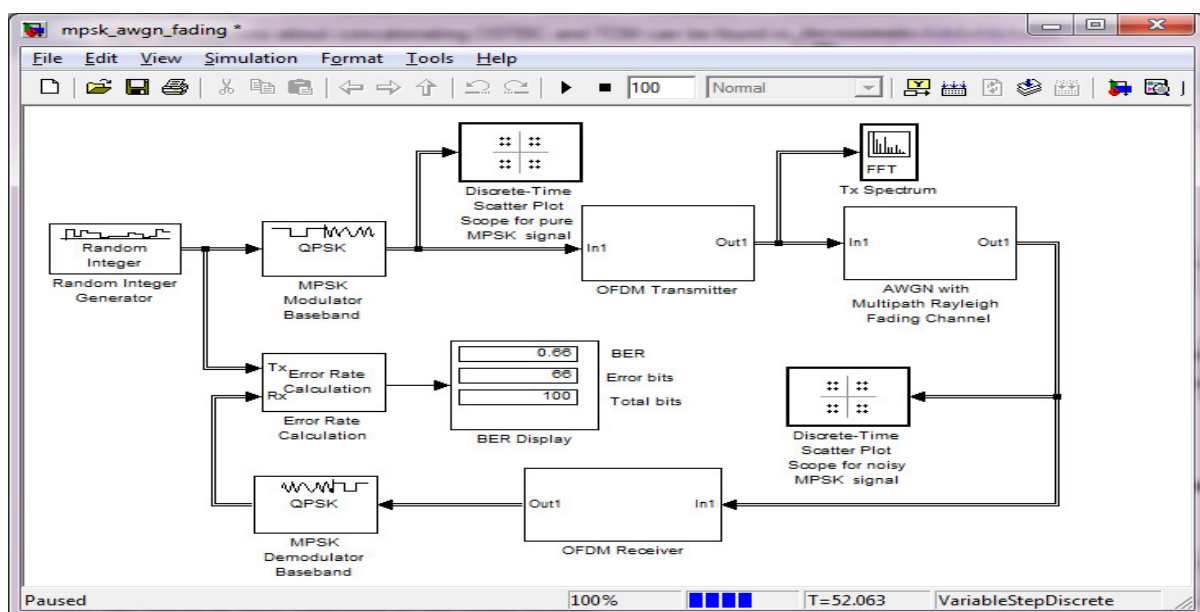 mpsk_awgn_fading *
File Edit View Simulation Format Tools Help
100 Normal
Discrete-Time
Scatter Plot
Scope for pure
MPSK signal
FFT
Tx Spectrum
Random
Integer
Random Integer
Generator
QPSK
MPSK
Modulator
Baseband
In1 Out1
OFDM Transmitter
In1 Out1
AWGN with
Multipath Rayleigh
Fading Channel
Tx
Rx
Error Rate
Calculation
Error Rate
Calculation
0.66 BER
66 Error bits
100 Total bits
BER Display
Discrete-Time
Scatter Plot
Scope for noisy
MPSK signal
QPSK
MPSK
Demodulator
Baseband
Out1 In1
OFDM Receiver
Paused 100% T=52.063 VariableStepDiscrete